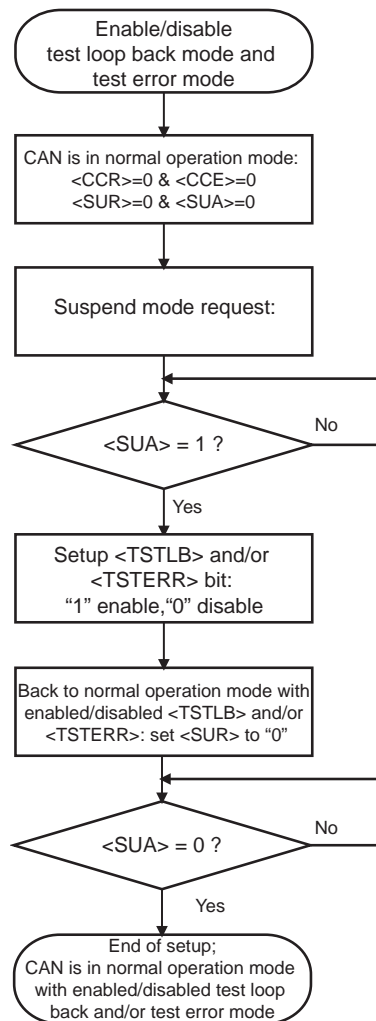 Enable/disable
test loop back mode and
test error mode
CAN is in normal operation mode:
<CCR>=0 & <CCE>=0
<SUR>=0 & <SUA>=0
Suspend mode request:
<SUA> = 1 ?
No
Yes
Setup <TSTLB> and/or
<TSTERR> bit:
“1” enable,“0” disable
Back to normal operation mode with
enabled/disabled <TSTLB> and/or
<TSTERR>: set <SUR> to “0”
<SUA> = 0 ?
No
Yes
End of setup;
CAN is in normal operation mode
with enabled/disabled test loop
back and/or test error mode